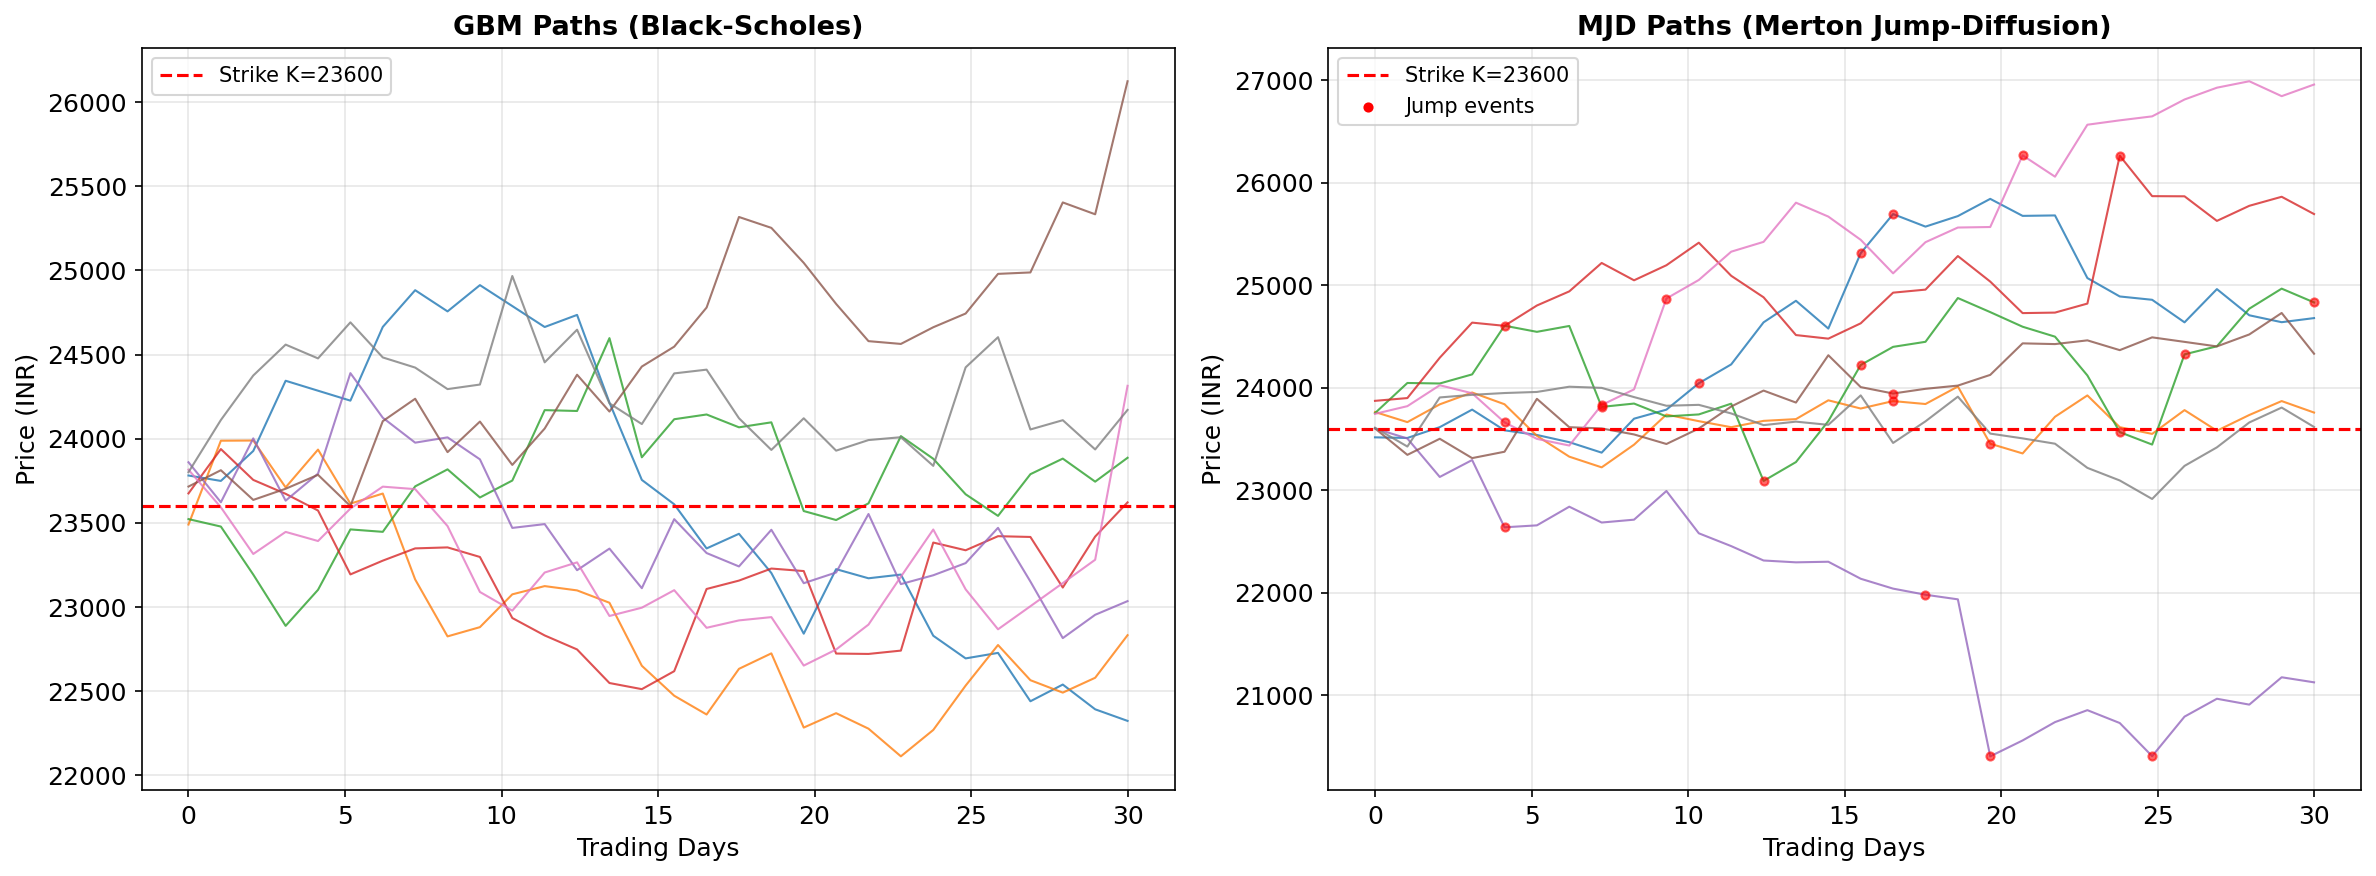 GBM Paths (Black-Scholes)
Strike K=23600
Price (INR)
26000
25500
25000
24500
24000
23500
23000
22500
22000
0 5 10 15 20 25 30
Trading Days
MJD Paths (Merton Jump-Diffusion)
Strike K=23600
Jump events
Price (INR)
27000
26000
25000
24000
23000
22000
21000
0 5 10 15 20 25 30
Trading Days